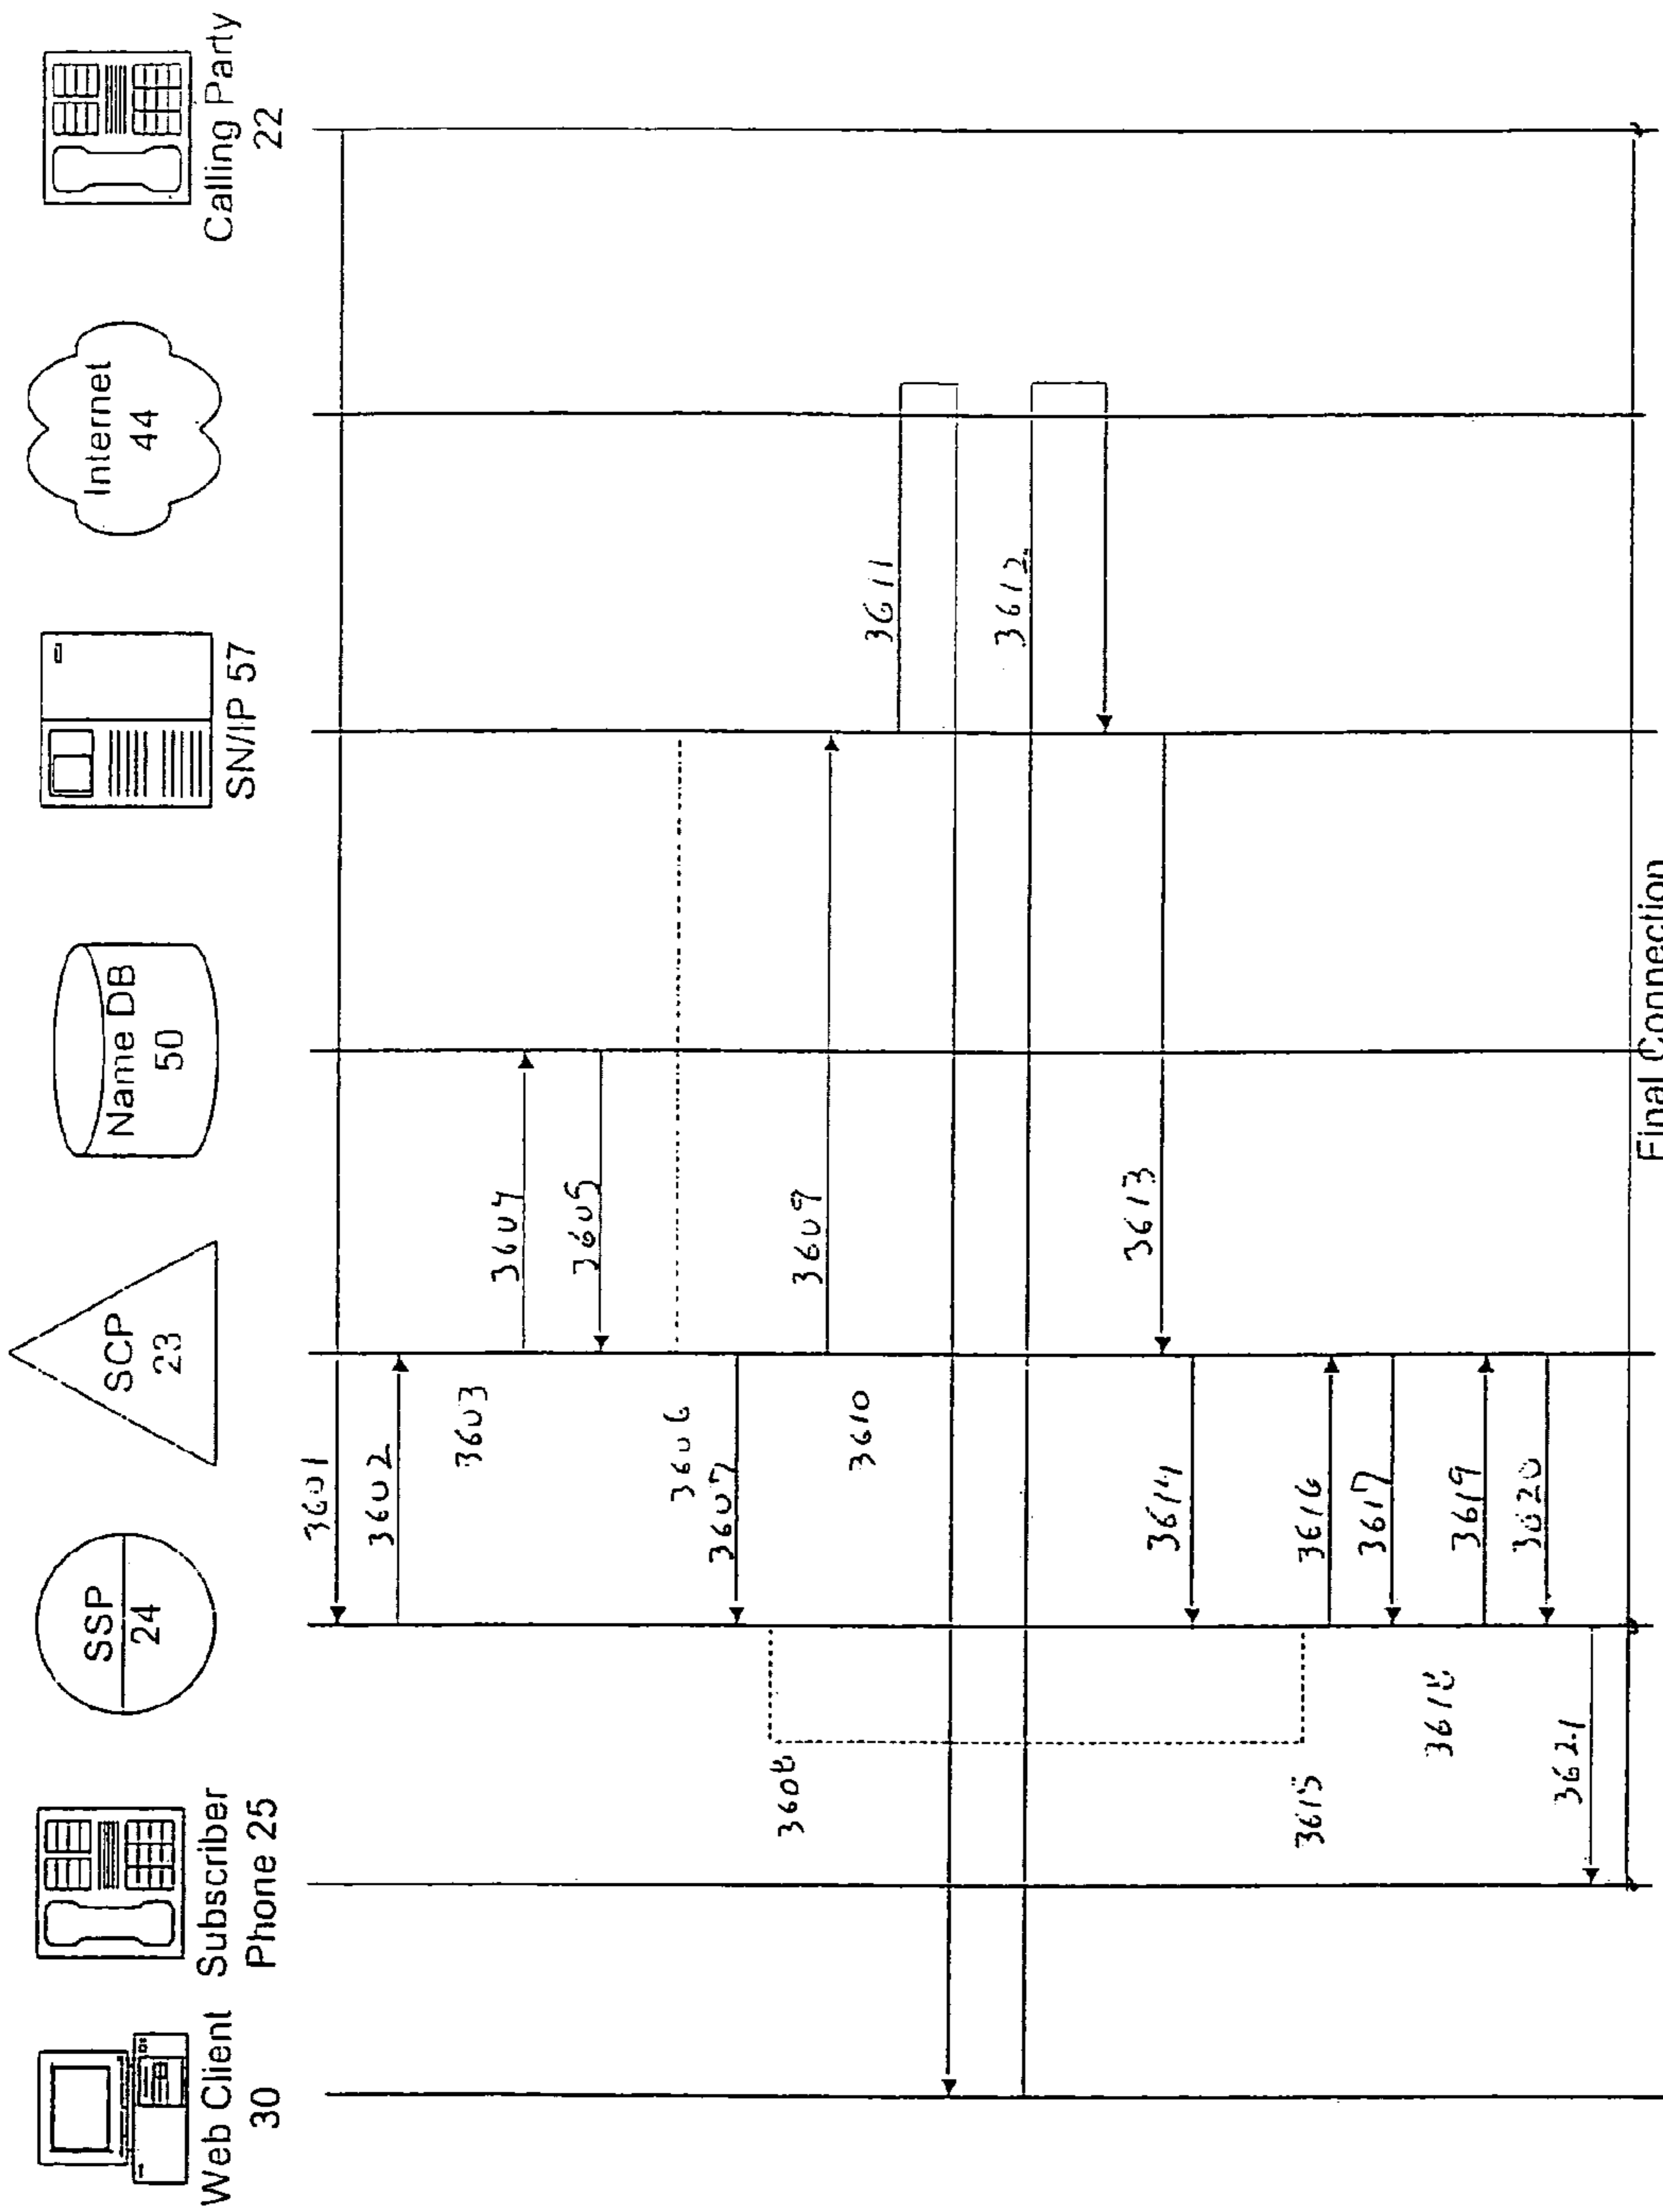 Web Client
30
Subscriber
Phone 25
SSP
24
SCP
23
Name DB
50
SN/IP 57
Internet
44
Calling Party
22
3601
3602
3603
3604
3605
3606
3607
3608
3609
3610
3611
3612
3613
3614
3615
3616
3617
3618
3619
3620
3621
Final Connection